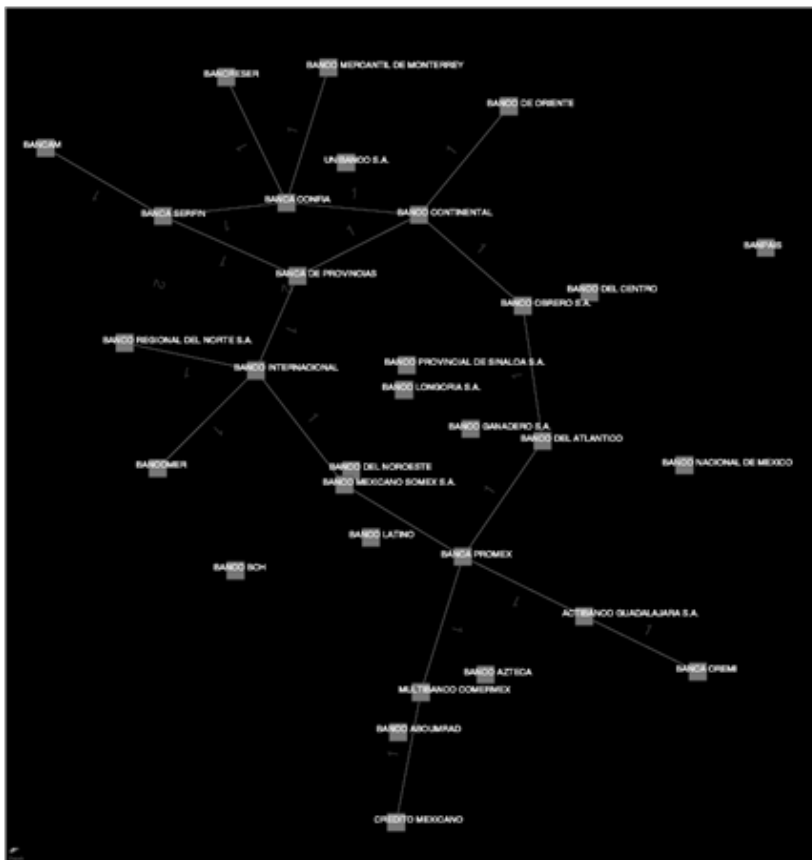 BANCO MERCANTIL DE MONTERREY
BANCRESER
BANCO DE ORIENTE
BANCAM
UNIBANCO S.A.
BANCA CONFIA
BANCA SERFIN
BANCO CONTINENTAL
BANPAIS
BANCA DE PROVINCIAS
BANCO DEL CENTRO
BANCO OBRERO S.A.
BANCO REGIONAL DEL NORTE S.A.
BANCO PROVINCIAL DE SINALOA S.A.
BANCO INTERNACIONAL
BANCO LONGORIA S.A.
BANCO GANADERO S.A.
BANCO DEL ATLANTICO
BANCOMER
BANCO DEL NOROESTE
BANCO NACIONAL DE MEXICO
BANCO MEXICANO SOMEX S.A.
BANCO LATINO
BANCA PROMEX
BANCO BCH
ACTIBANCO GUADALAJARA S.A.
BANCO AZTECA
BANCA CREMI
MULTIBANCO COMERMEX
BANCO ABOUMRAD
CREDITO MEXICANO